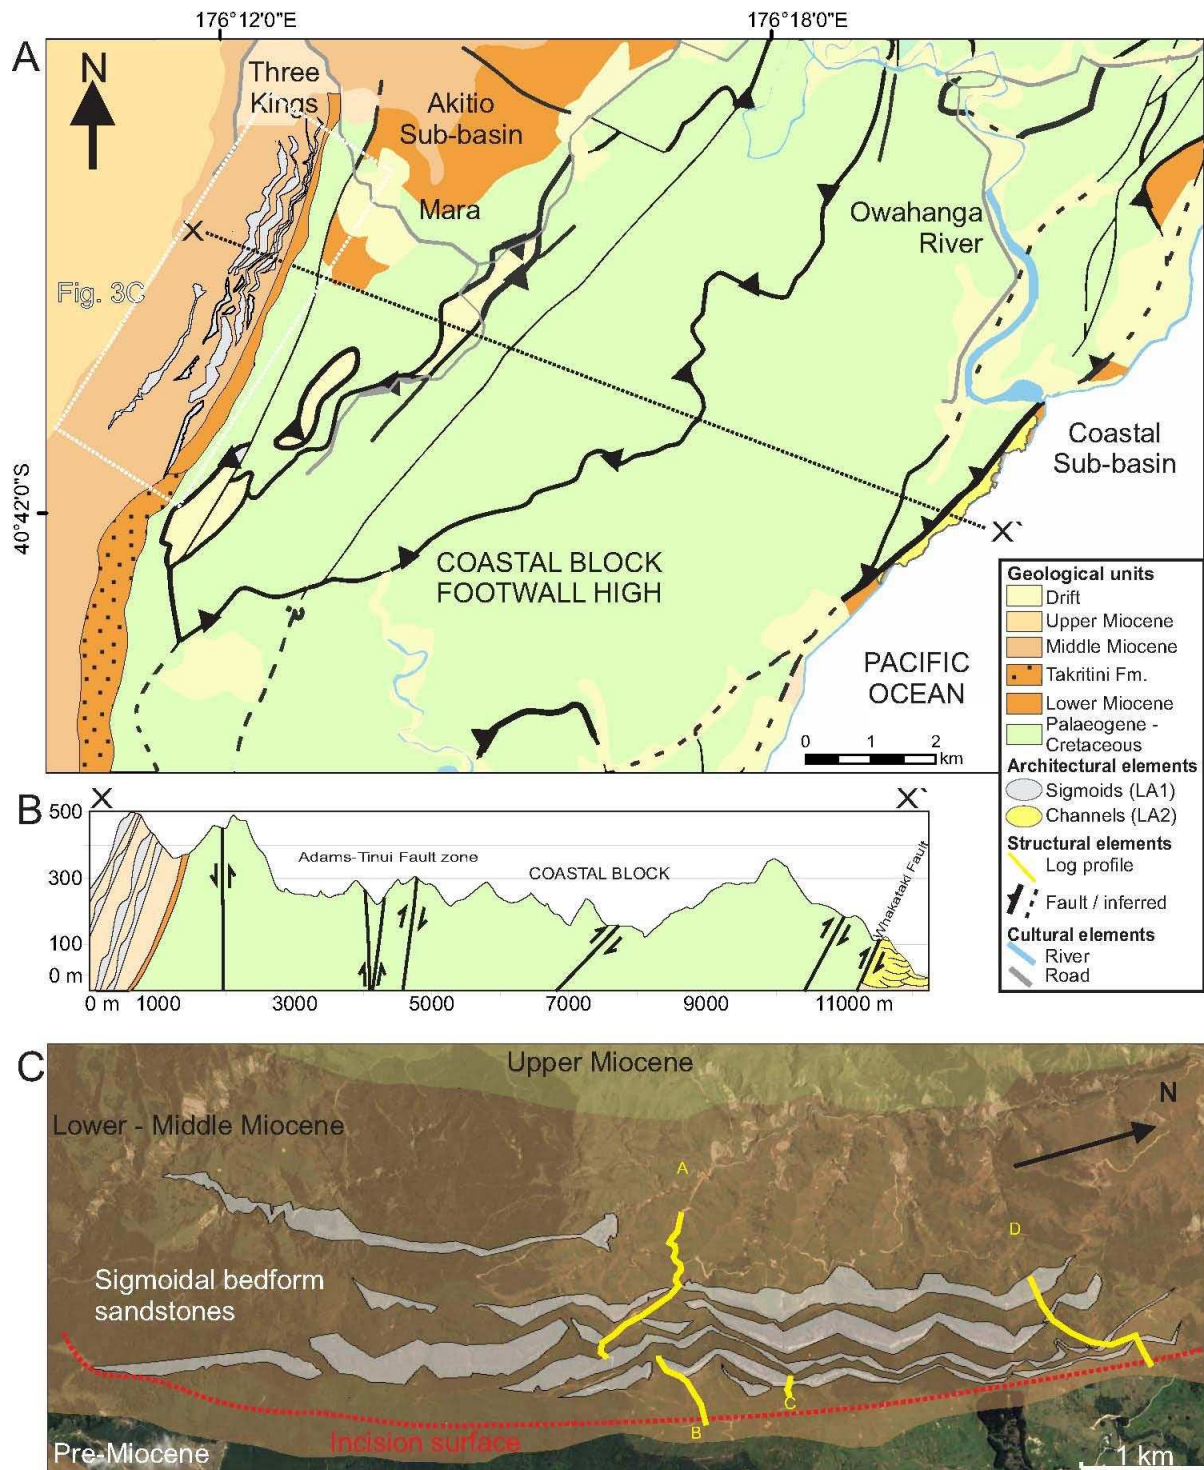 176°12'0"E
176°18'0"E
A
N
Three
Kings
Akitio
Sub-basin
Mara
X
Owahanga
River
Fig. 3C
40°42'0"S
Coastal
Sub-basin
X`
COASTAL BLOCK
FOOTWALL HIGH
?
PACIFIC
OCEAN
0 1 2
km
Geological units
Drift
Upper Miocene
Middle Miocene
Takritini Fm.
Lower Miocene
Palaeogene -
Cretaceous
Architectural elements
Sigmoids (LA1)
Channels (LA2)
Structural elements
Log profile
Fault / inferred
Cultural elements
River
Road
B
X
X`
500
300
100
0 m
Adams-Tinui Fault zone
COASTAL BLOCK
Whakataki Fault
0 m 1000 3000 5000 7000 9000 11000 m
C
Upper Miocene
Lower - Middle Miocene
N
A
D
Sigmoidal bedform
sandstones
C
B
Incision surface
Pre-Miocene
1 km